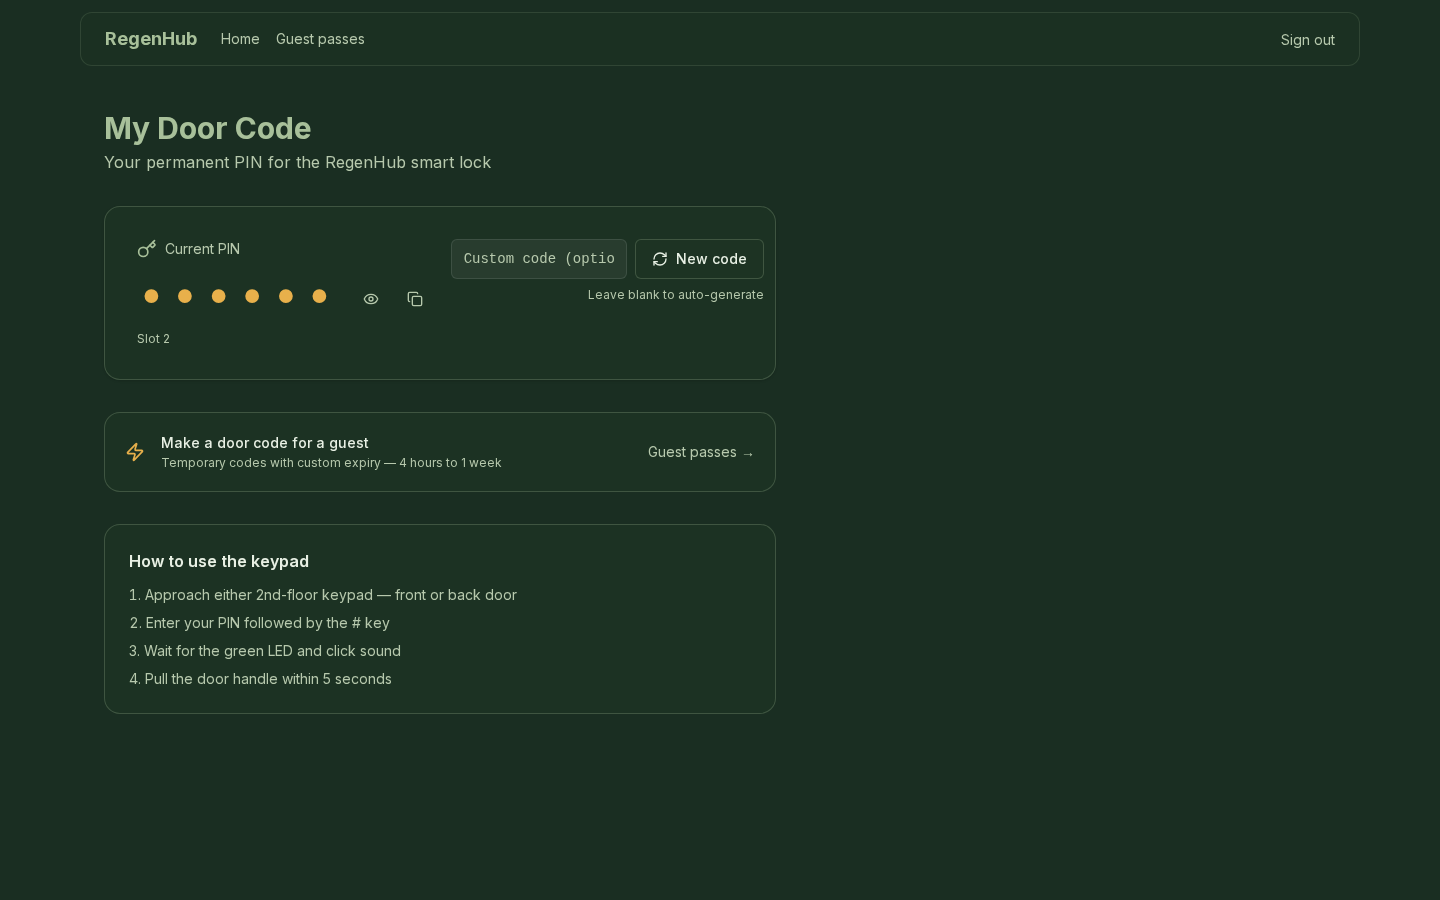 RegenHub
Home
Guest passes
Sign out
My Door Code
Your permanent PIN for the RegenHub smart lock
Current PIN
Custom code (optio
New code
Leave blank to auto-generate
Slot 2
Make a door code for a guest
Temporary codes with custom expiry — 4 hours to 1 week
Guest passes →
How to use the keypad
1. Approach either 2nd-floor keypad — front or back door
2. Enter your PIN followed by the # key
3. Wait for the green LED and click sound
4. Pull the door handle within 5 seconds